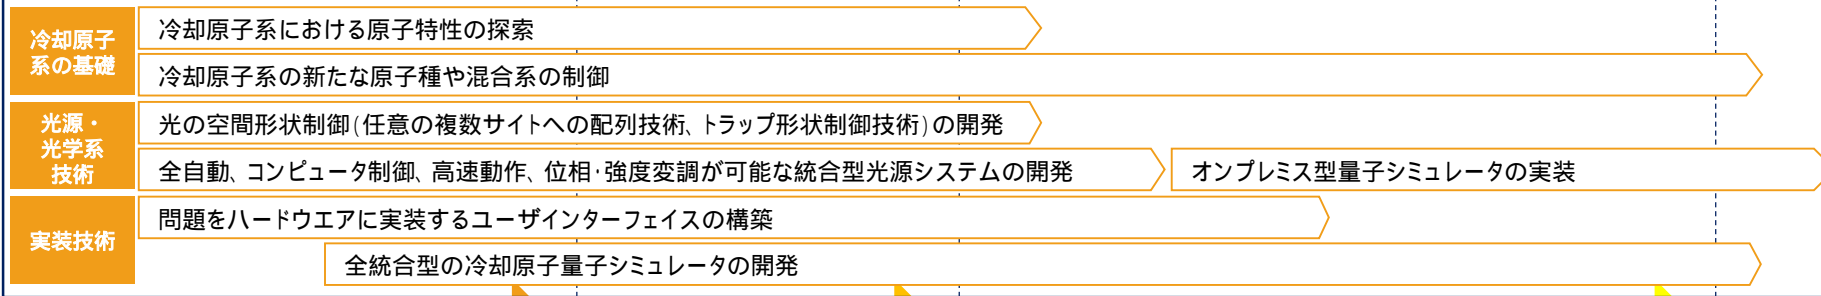 冷却原子
系の基礎
冷却原子系における原子特性の探索
冷却原子系の新たな原子種や混合系の制御
光源・
光学系
技術
光の空間形状制御(任意の複数サイトへの配列技術、トラップ形状制御技術)の開発
全自動、コンピュータ制御、高速動作、位相・強度変調が可能な統合型光源システムの開発
オンプレミス型量子シミュレータの実装
実装技術
問題をハードウエアに実装するユーザインターフェイスの構築
全統合型の冷却原子量子シミュレータの開発